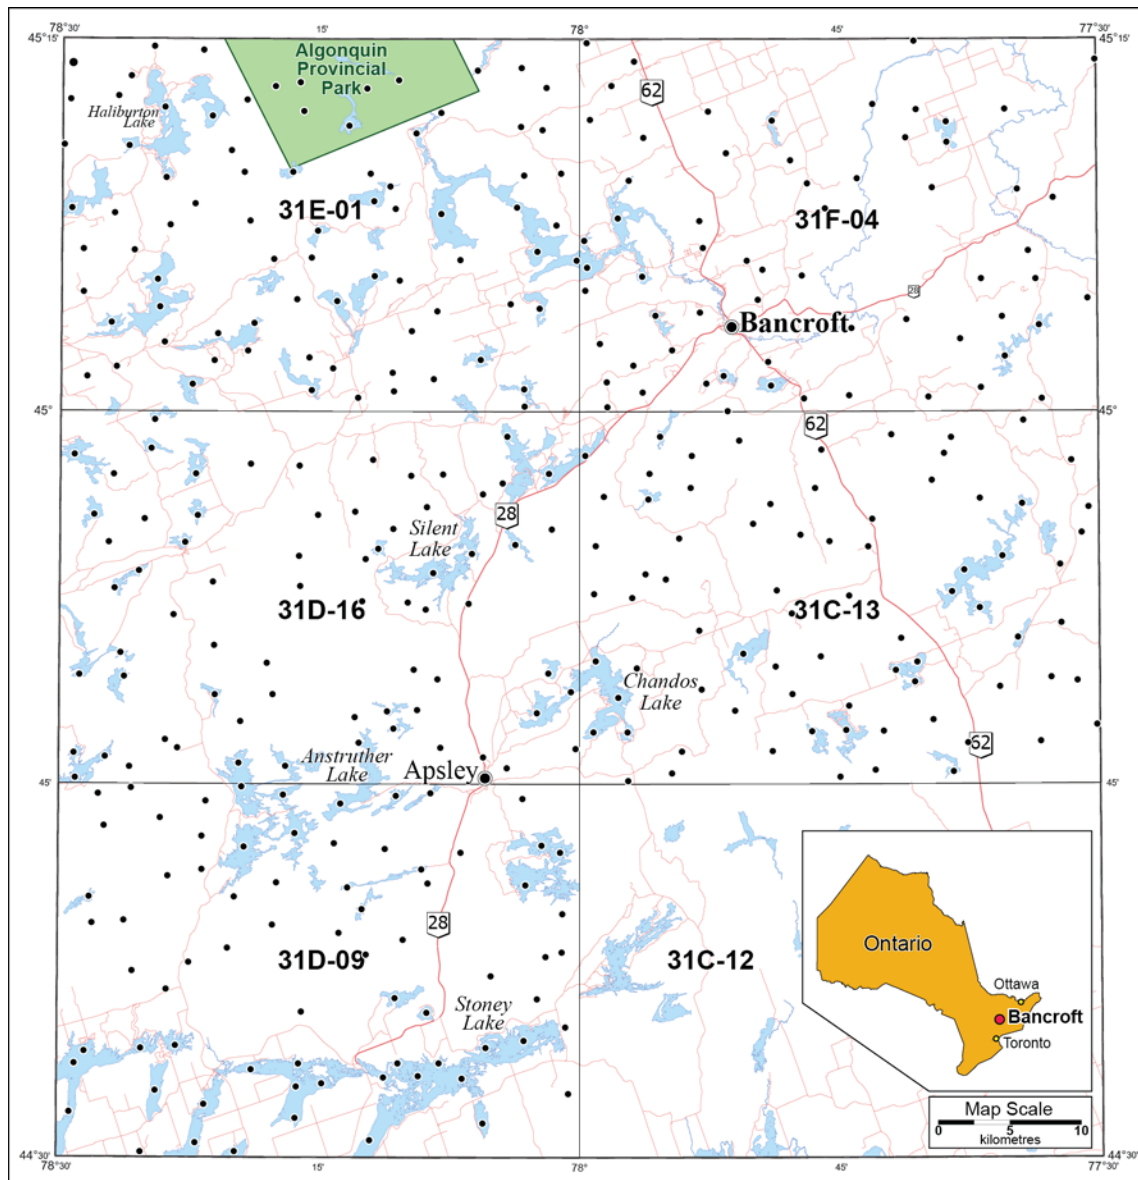 78°30'
15'
78°
45'
77°30'
45°15'
45°15'
Algonquin
Provincial
Park
62
Haliburton
Lake
31E-01
31F-04
28
Bancroft
45°
45°
62
28
Silent
Lake
31D-16
31C-13
Chandos
Lake
62
Anstruther
Lake
Apsley
45'
45'
28
31D-09
31C-12
Ontario
Ottawa
Bancroft
Toronto
Stoney
Lake
Map Scale
0 5 10
kilometres
44°30'
44°30'
78°30'
15'
78°
45'
77°30'